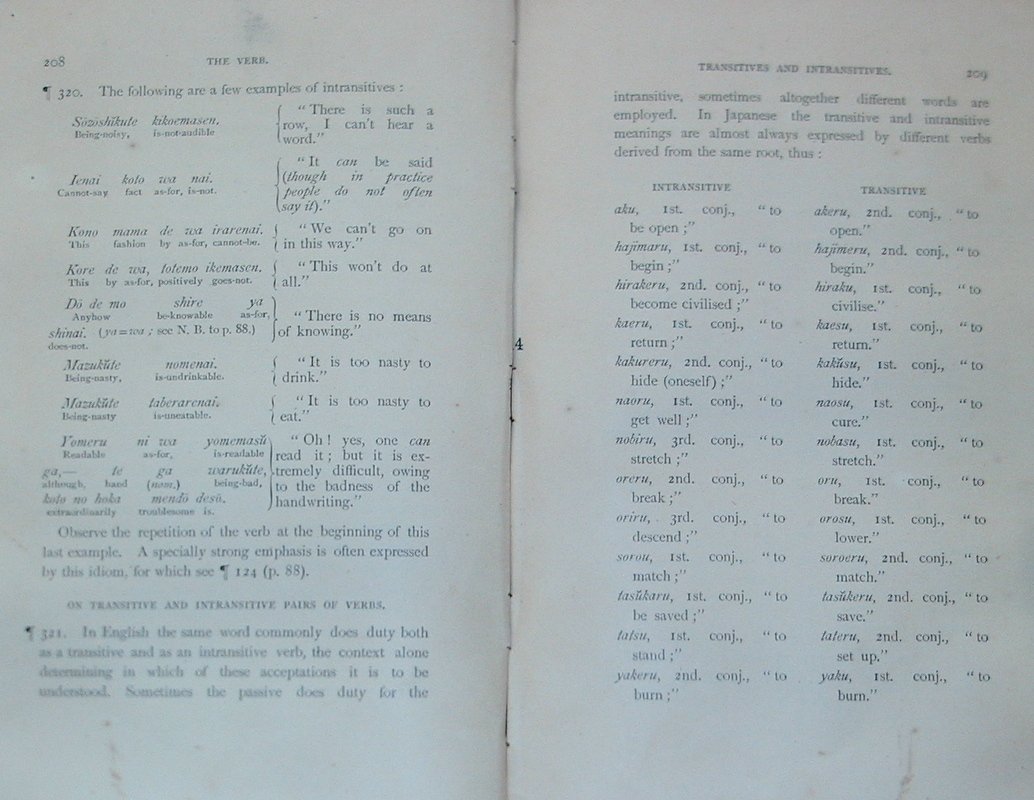 208 THE VERB.
¶ 320. The following are a few examples of intransitives :
Sōzōshikute kikoemasen. { “There is such a
Being-noisy, is-not-audible row, I can't hear a
word.”
“It can be said
Ienai koto wa nai. (though in practice
Cannot-say fact as-for, is-not. people do not often
say it).”
Kono mama de wa irarenai. { “We can't go on
This fashion by as-for, cannot-be. in this way.”
Kore de wa, totemo ikemasen. { “This won't do at
This by as-for, positively goes-not. all.”
Dō de mo shire ya
Anyhow be-knowable as-for, “There is no means
shinai. (ya=wa ; see N. B. to p. 88.) of knowing.”
does-not.
Mazukŭte nomenai. { “It is too nasty to
Being-nasty, is-undrinkable. drink.”
Mazukŭte taberarenai. { “It is too nasty to
Being-nasty is-uneatable. eat.”
Yomeru ni wa yomemasŭ “Oh ! yes, one can
Readable as-for, is-readable read it ; but it is ex-
ga,— te ga warukŭte, tremely difficult, owing
although, hand (nom.) being-bad, to the badness of the
koto no hoka mendō desŭ. handwriting.”
extraordinarily troublesome is.
Observe the repetition of the verb at the beginning of this
last example. A specially strong emphasis is often expressed
by this idiom, for which see ¶ 124 (p. 88).
ON TRANSITIVE AND INTRANSITIVE PAIRS OF VERBS.
¶ 321. In English the same word commonly does duty both
as a transitive and as an intransitive verb, the context alone
determining in which of these acceptations it is to be
understood. Sometimes the passive does duty for the
4
TRANSITIVES AND INTRANSITIVES. 209
intransitive, sometimes altogether different words are
employed. In Japanese the transitive and intransitive
meanings are almost always expressed by different verbs
derived from the same root, thus :
INTRANSITIVE TRANSITIVE
aku, 1st. conj., “to akeru, 2nd. conj., “to
be open ;” open.”
hajimaru, 1st. conj., “to hajimeru, 2nd. conj., “to
begin ;” begin.”
hirakeru, 2nd. conj., “to hiraku, 1st. conj., “to
become civilised ;” civilise.”
kaeru, 1st. conj., “to kaesu, 1st. conj., “to
return ;” return.”
kakureru, 2nd. conj., “to kakŭsu, 1st. conj., “to
hide (oneself) ;” hide.”
naoru, 1st. conj., “to naosu, 1st. conj., “to
get well ;” cure.”
nobiru, 3rd. conj., “to nobasu, 1st. conj., “to
stretch ;” stretch.”
oreru, 2nd. conj., “to oru, 1st. conj., “to
break ;” break.”
oriru, 3rd. conj., “to orosu, 1st. conj., “to
descend ;” lower.”
sorou, 1st. conj., “to soroeru, 2nd. conj., “to
match ;” match.”
tasŭkaru, 1st. conj., “to tasŭkeru, 2nd. conj., “to
be saved ;” save.”
tatsu, 1st. conj., “to tateru, 2nd. conj., “to
stand ;” set up.”
yakeru, 2nd. conj., “to yaku, 1st. conj., “to
burn ;” burn.”